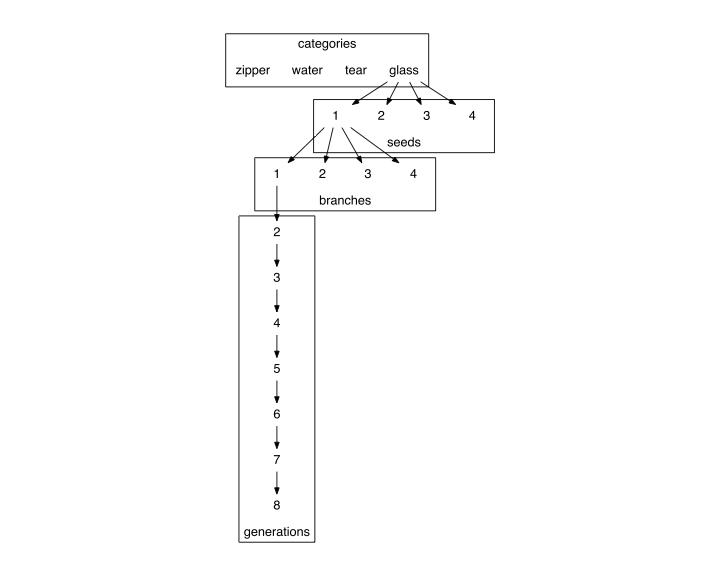 categories
zipper water tear glass
1 2 3 4
seeds
1 2 3 4
branches
2
3
4
5
6
7
8
generations